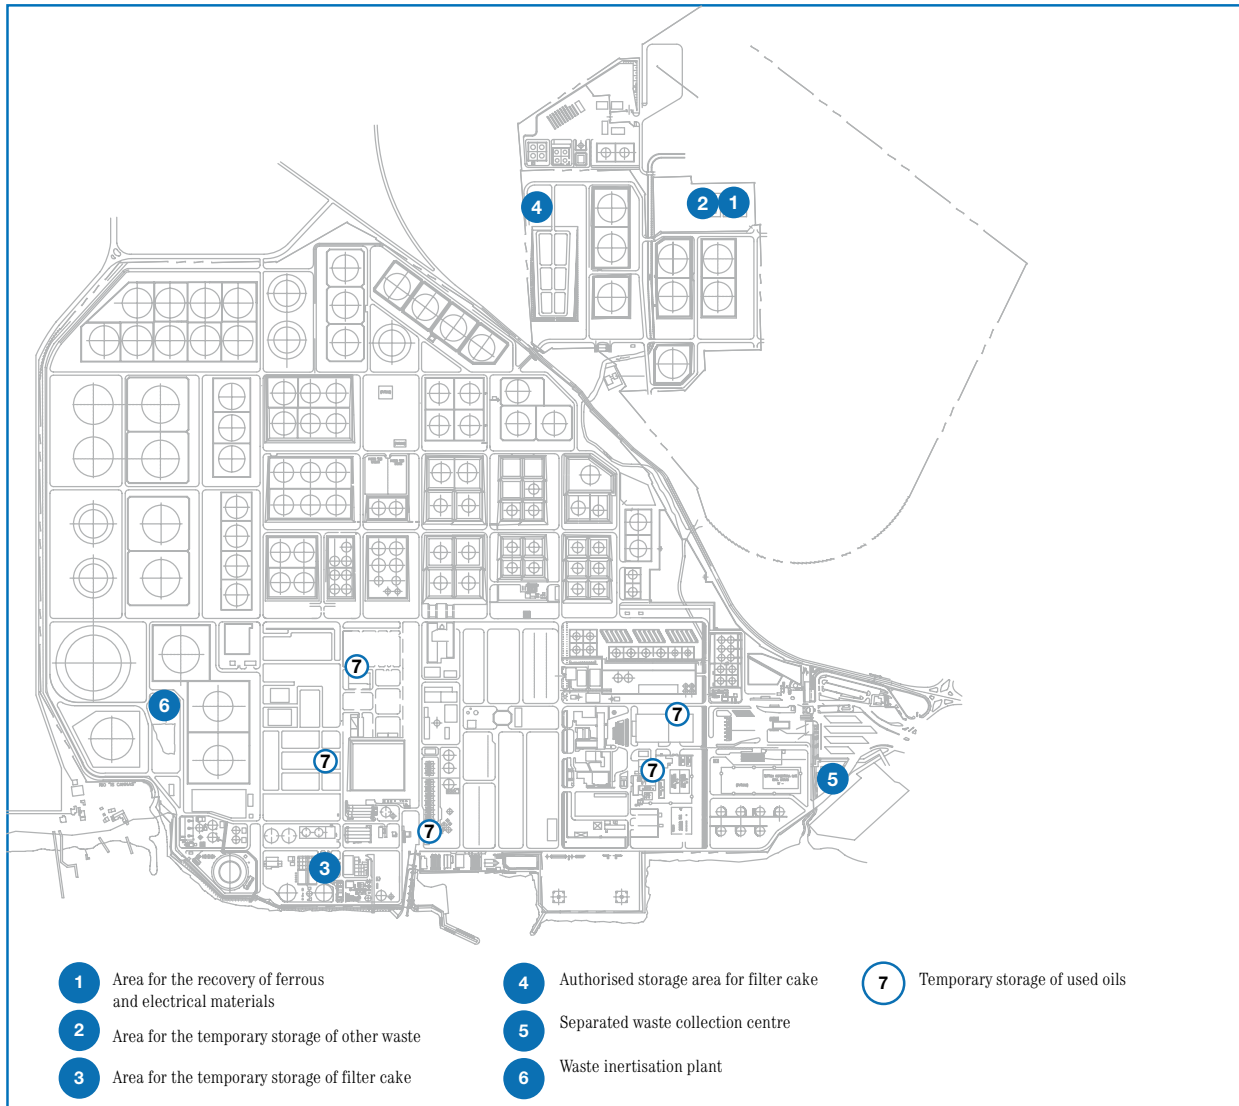 4
2 1
7
6
7
7
7
5
7
3
1 Area for the recovery of ferrous
and electrical materials
2 Area for the temporary storage of other waste
3 Area for the temporary storage of filter cake
4 Authorised storage area for filter cake
5 Separated waste collection centre
6 Waste inertisation plant
7 Temporary storage of used oils